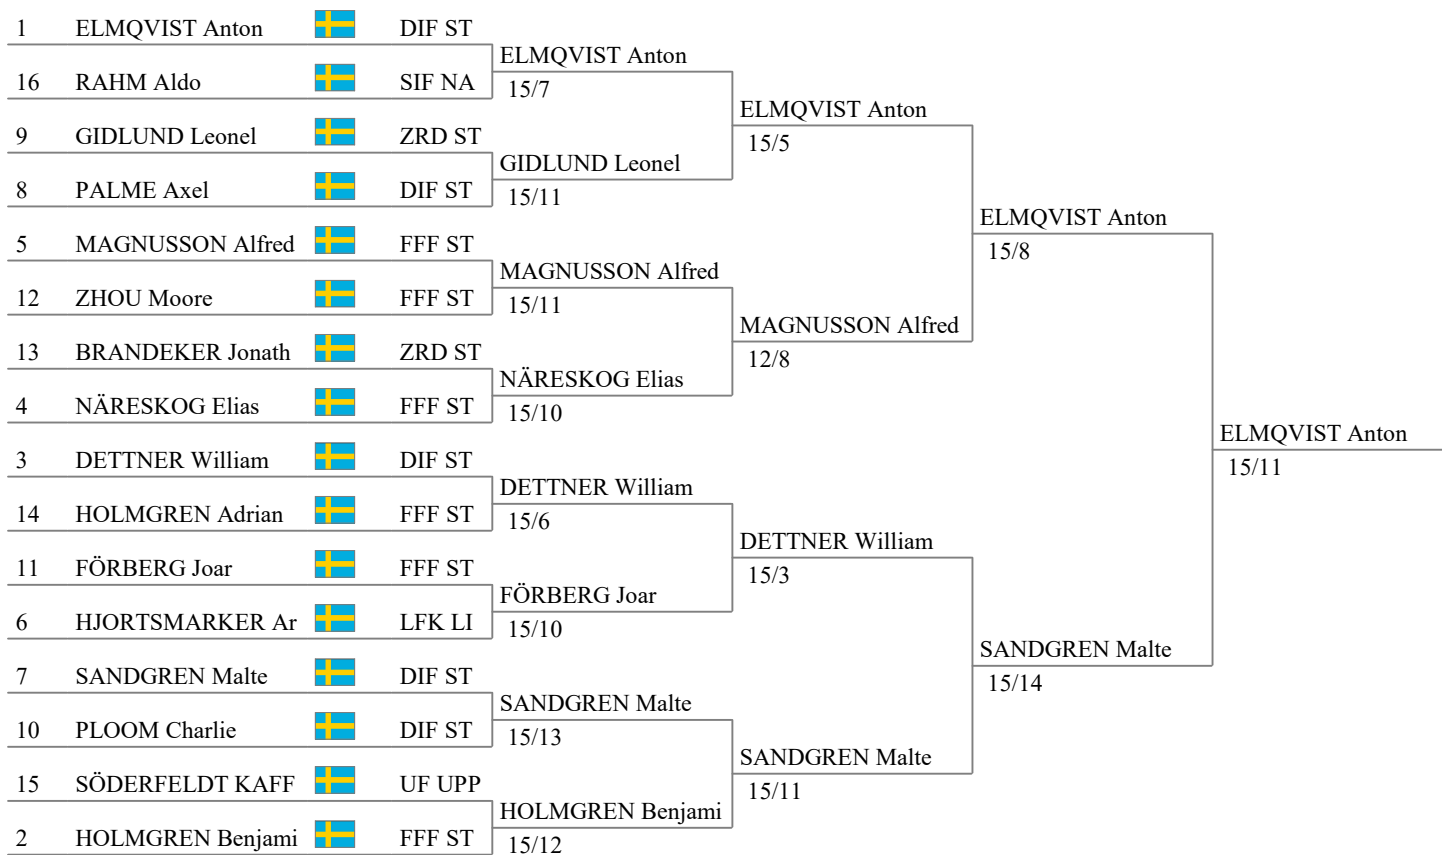 1 ELMQVIST Anton DIF ST
16 RAHM Aldo SIF NA
9 GIDLUND Leonel ZRD ST
8 PALME Axel DIF ST
5 MAGNUSSON Alfred FFF ST
12 ZHOU Moore FFF ST
13 BRANDEKER Jonath ZRD ST
4 NÄRESKOG Elias FFF ST
3 DETTNER William DIF ST
14 HOLMGREN Adrian FFF ST
11 FÖRBERG Joar FFF ST
6 HJORTSMARKER Ar LFK LI
7 SANDGREN Malte DIF ST
10 PLOOM Charlie DIF ST
15 SÖDERFELDT KAFF UF UPP
2 HOLMGREN Benjami FFF ST
ELMQVIST Anton
15/7
GIDLUND Leonel
15/11
MAGNUSSON Alfred
15/11
NÄRESKOG Elias
15/10
DETTNER William
15/6
FÖRBERG Joar
15/10
SANDGREN Malte
15/13
HOLMGREN Benjami
15/12
ELMQVIST Anton
15/5
MAGNUSSON Alfred
12/8
DETTNER William
15/3
SANDGREN Malte
15/11
ELMQVIST Anton
15/8
SANDGREN Malte
15/14
ELMQVIST Anton
15/11